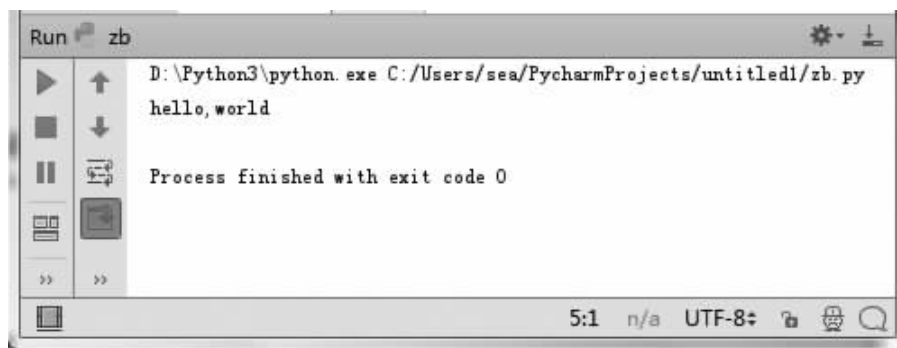 Run zb
D:\Python3\python.exe C:/Users/sea/PycharmProjects/untitled1/zb.py
hello,world
Process finished with exit code 0
>> >>
5:1 n/a UTF-8